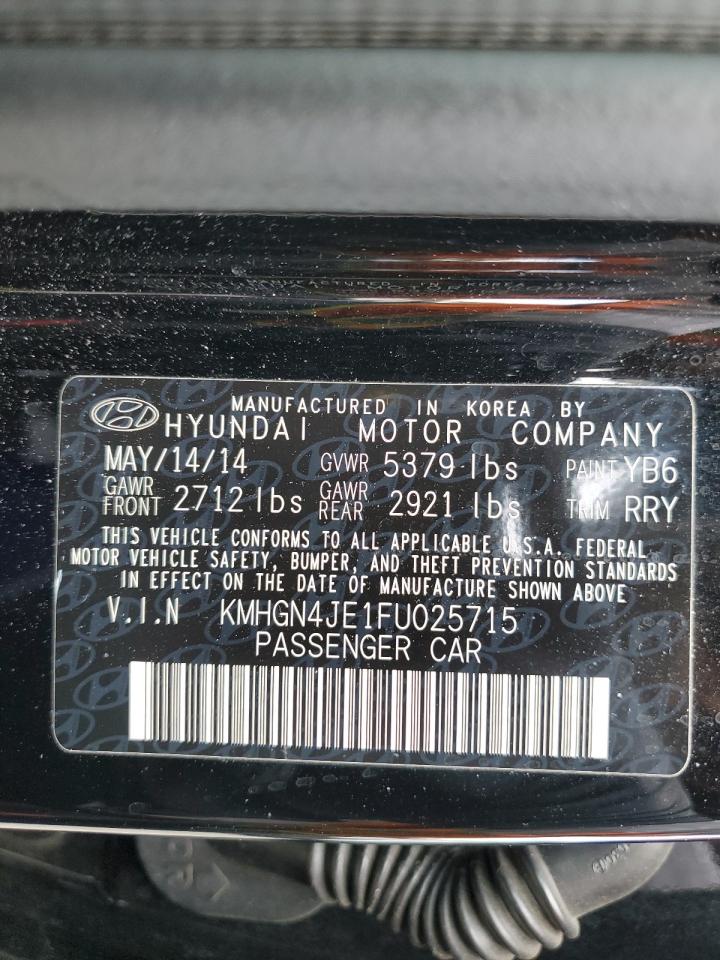 MANUFACTURED IN KOREA BY
HYUNDAI MOTOR COMPANY
MAY/14/14 GVWR 5379 lbs PAINT YB6
GAWR FRONT 2712 lbs GAWR REAR 2921 lbs TRIM RRY
THIS VEHICLE CONFORMS TO ALL APPLICABLE U.S.A. FEDERAL
MOTOR VEHICLE SAFETY, BUMPER, AND THEFT PREVENTION STANDARDS
IN EFFECT ON THE DATE OF MANUFACTURE SHOWN ABOVE
V.I.N KMHGN4JE1FU025715
PASSENGER CAR